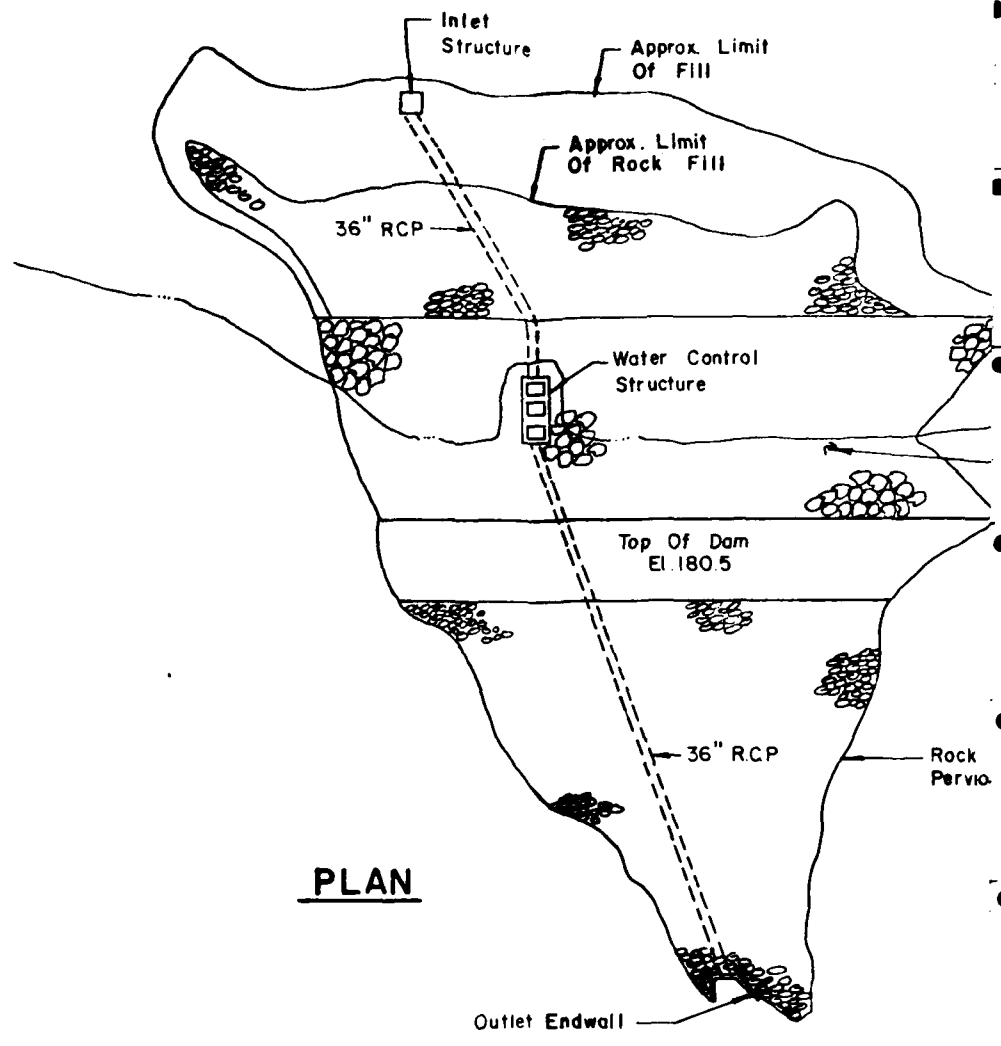 Inlet
Structure
Approx. Limit
Of Fill
Approx. Limit
Of Rock Fill
36" RCP
Water Control
Structure
Top Of Dam
El. 180.5
36" R.C.P
Rock
Pervio
PLAN
Outlet Endwall